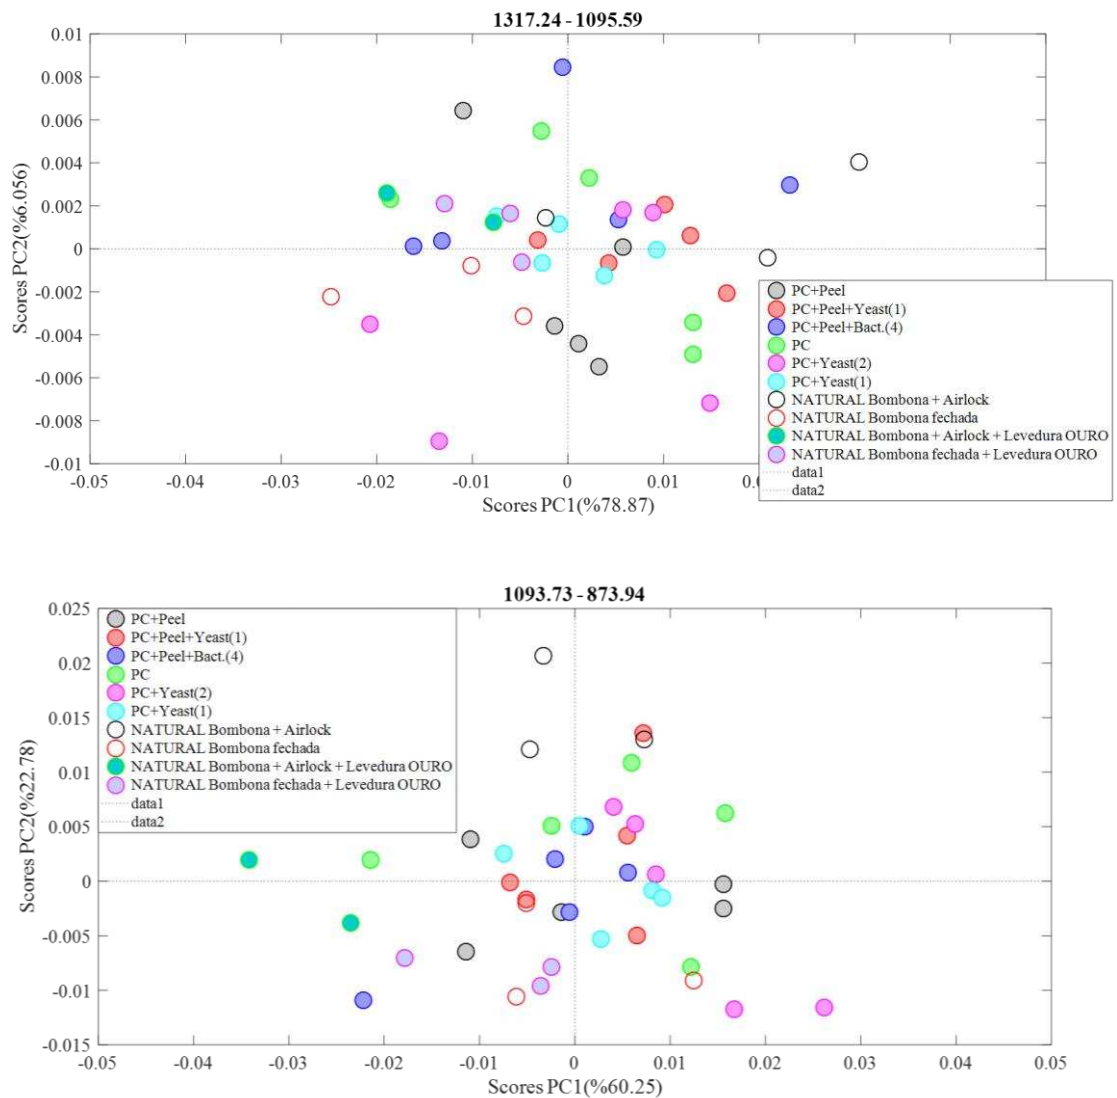 1317.24 - 1095.59
0.01
0.008
0.006
0.004
0.002
0
-0.002
-0.004
-0.006
-0.008
-0.01
Scores PC2(%6.056)
-0.05
-0.04
-0.03
-0.02
-0.01
0
0.01
0.02
Scores PC1(%78.87)
PC+Peel
PC+Peel+Yeast(1)
PC+Peel+Bact.(4)
PC
PC+Yeast(2)
PC+Yeast(1)
NATURAL Bombona + Airlock
NATURAL Bombona fechada
NATURAL Bombona + Airlock + Levedura OURO
NATURAL Bombona fechada + Levedura OURO
data1
data2
1093.73 - 873.94
0.025
0.02
0.015
0.01
0.005
0
-0.005
-0.01
-0.015
Scores PC2(%22.78)
PC+Peel
PC+Peel+Yeast(1)
PC+Peel+Bact.(4)
PC
PC+Yeast(2)
PC+Yeast(1)
NATURAL Bombona + Airlock
NATURAL Bombona fechada
NATURAL Bombona + Airlock + Levedura OURO
NATURAL Bombona fechada + Levedura OURO
data1
data2
-0.05
-0.04
-0.03
-0.02
-0.01
0
0.01
0.02
0.03
0.04
0.05
Scores PC1(%60.25)